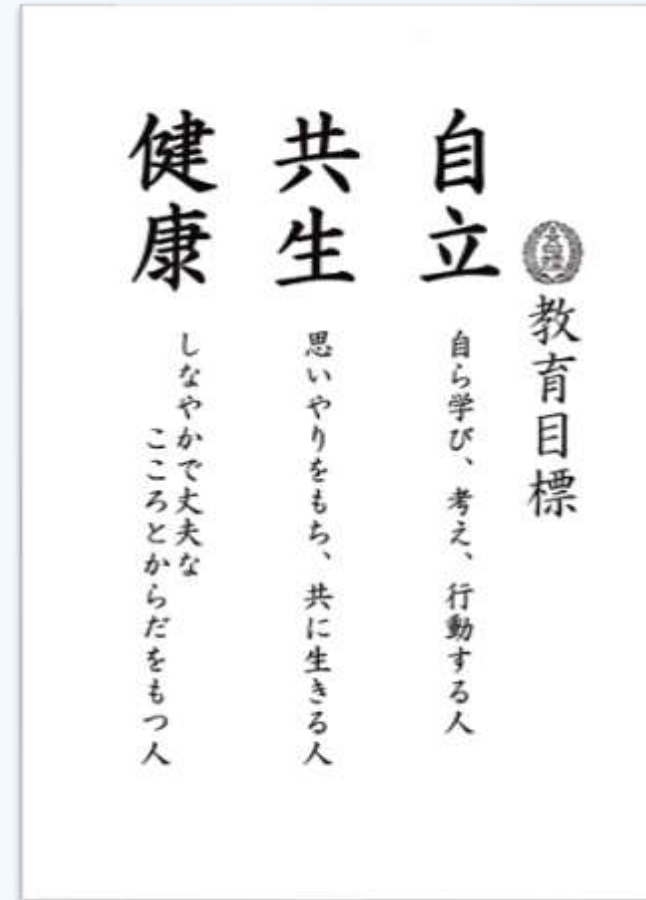 教育目標
自立
自ら学び、考え、行動する人
共生
思いやりをもち、共に生きる人
健康
しなやかで丈夫な
こころとからだをもつ人